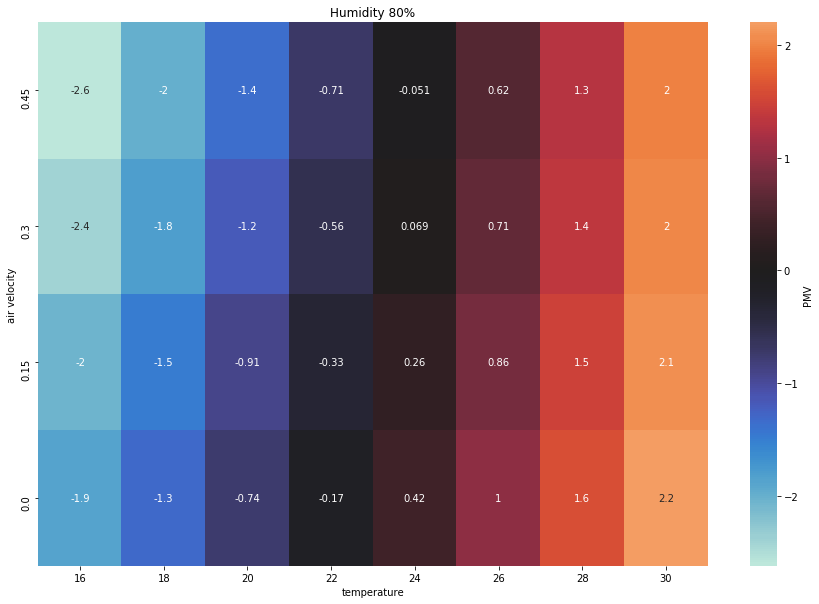 Humidity 80%
0.45 -2.6 -2 -1.4 -0.71 -0.051 0.62 1.3 2
0.3 -2.4 -1.8 -1.2 -0.56 0.069 0.71 1.4 2
0.15 -2 -1.5 -0.91 -0.33 0.26 0.86 1.5 2.1
0.0 -1.9 -1.3 -0.74 -0.17 0.42 1 1.6 2.2
air velocity
16 18 20 22 24 26 28 30
temperature
2
1
0
−1
−2
PMV